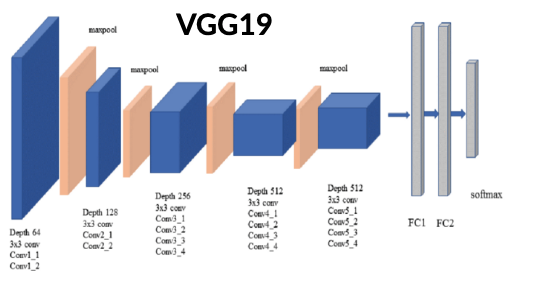 VGG19
maxpool
maxpool
maxpool
maxpool
Depth 64
3x3 conv
Conv1_1
Conv1_2
Depth 128
3x3 conv
Conv2_1
Conv2_2
Depth 256
3x3 conv
Conv3_1
Conv3_2
Conv3_3
Conv3_4
Depth 512
3x3 conv
Conv4_1
Conv4_2
Conv4_3
Conv4_4
Depth 512
3x3 conv
Conv5_1
Conv5_2
Conv5_3
Conv5_4
FC1
FC2
softmax